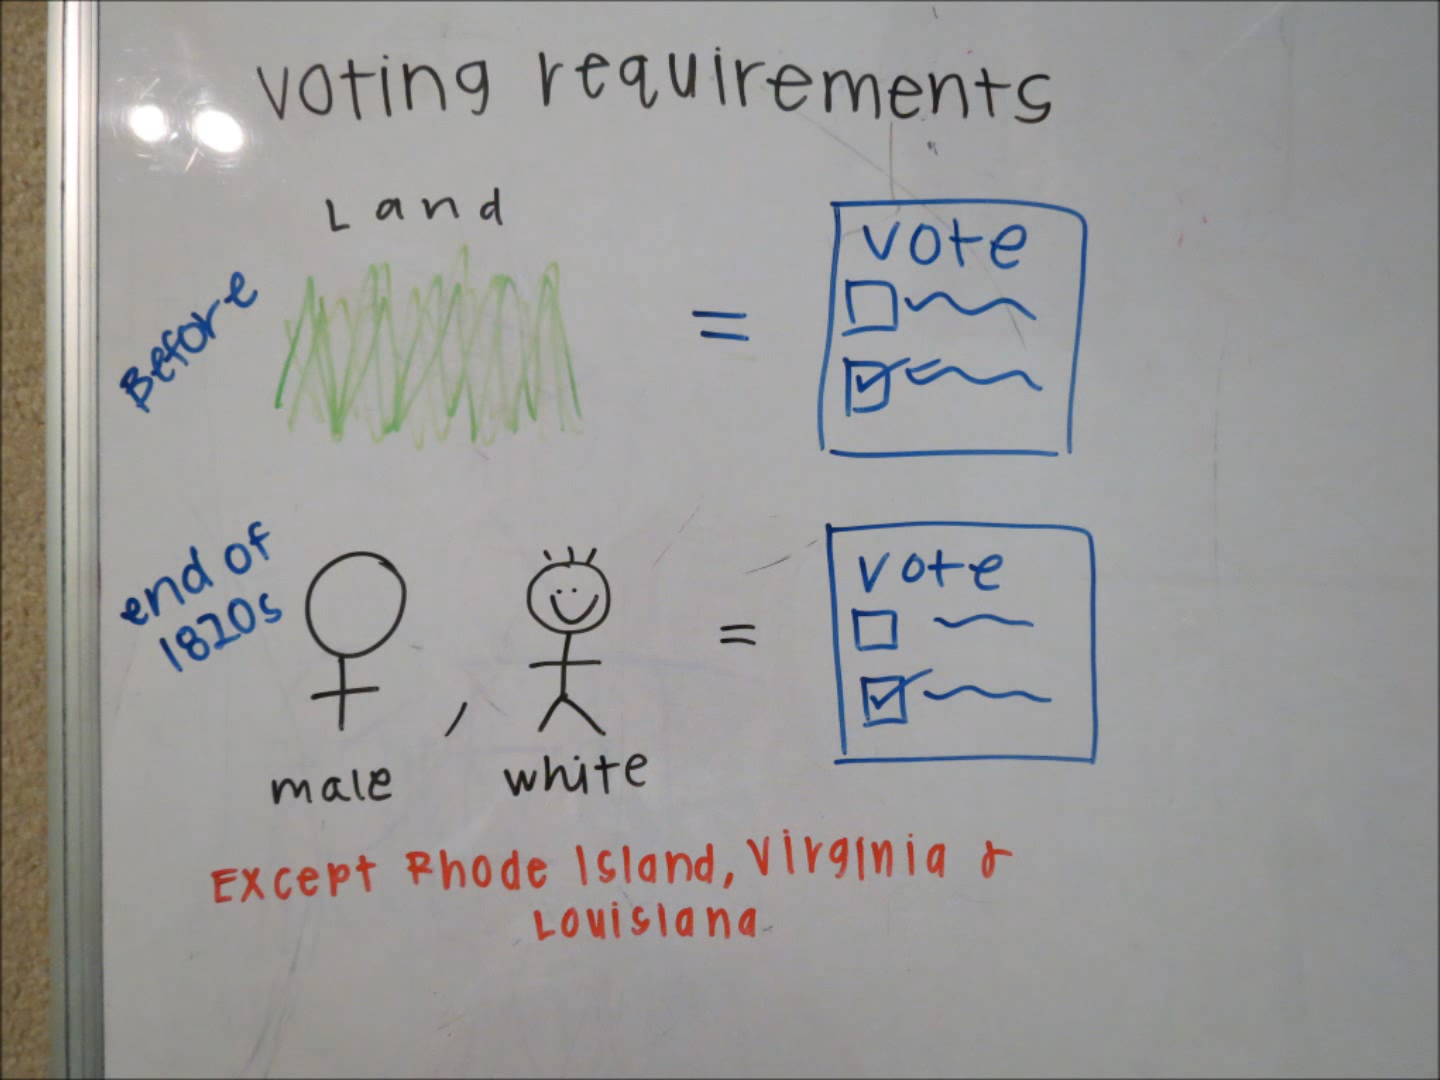 voting requirements
Land
Before
vote
end of
1820s
vote
male , white
Except Rhode Island, Virginia &
Louisiana